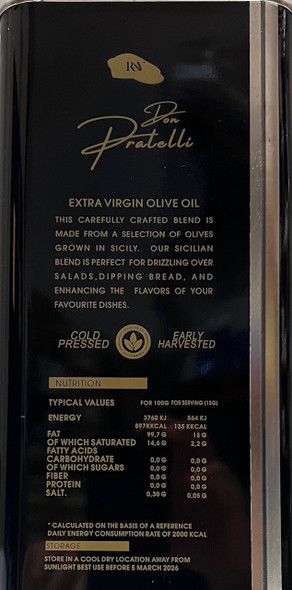 RN
Don
Pratelli
EXTRA VIRGIN OLIVE OIL
THIS CAREFULLY CRAFTED BLEND IS
MADE FROM A SELECTION OF OLIVES
GROWN IN SICILY. OUR SICILIAN
BLEND IS PERFECT FOR DRIZZLING OVER
SALADS, DIPPING BREAD, AND
ENHANCING THE FLAVORS OF YOUR
FAVOURITE DISHES.
COLD EARLY
PRESSED HARVESTED
NUTRITION
TYPICAL VALUES FOR 100G FOR SERVING (15G)
ENERGY 3760 KJ 564 KJ
897KKCAL 135 KKCAL
FAT 99,7 G 15 G
OF WHICH SATURATED 14,6 G 2,2 G
FATTY ACIDS
CARBOHYDRATE 0,0 G 0,0 G
OF WHICH SUGARS 0,0 G 0,0 G
FIBER 0,0 G 0,0 G
PROTEIN 0,0 G 0,0 G
SALT. 0,30 G 0,05 G
* CALCULATED ON THE BASIS OF A REFERENCE
DAILY ENERGY CONSUMPTION RATE OF 2000 KCAL
STORAGE
STORE IN A COOL DRY LOCATION AWAY FROM
SUNLIGHT BEST USE BEFORE 5 MARCH 2026